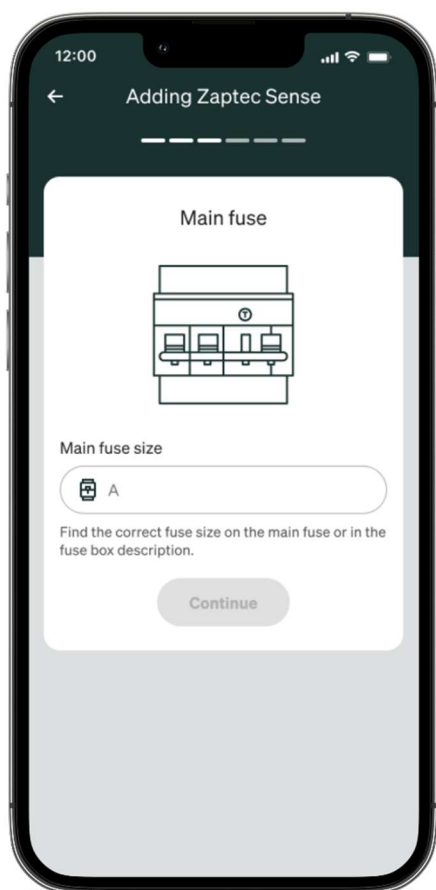 12:00
Adding Zaptec Sense
Main fuse
T
Main fuse size
A
Find the correct fuse size on the main fuse or in the
fuse box description.
Continue